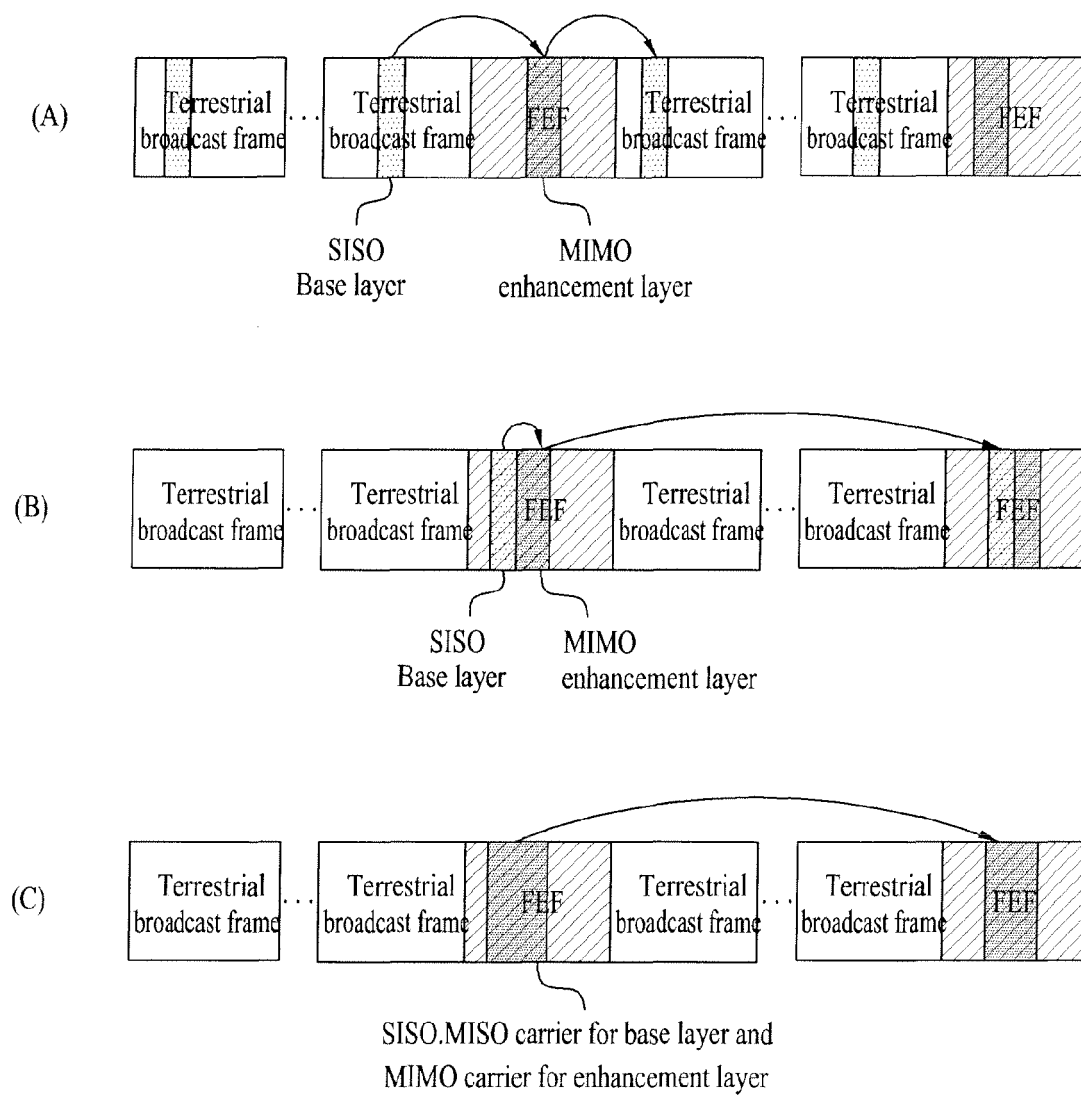 (A)
Terrestrial broadcast frame
· · ·
Terrestrial broadcast frame
FEF
Terrestrial broadcast frame
· · ·
Terrestrial broadcast frame
FEF
SISO
Base layer
MIMO
enhancement layer
(B)
Terrestrial broadcast frame
· · ·
Terrestrial broadcast frame
FEF
Terrestrial broadcast frame
· · ·
Terrestrial broadcast frame
FEF
SISO
Base layer
MIMO
enhancement layer
(C)
Terrestrial broadcast frame
· · ·
Terrestrial broadcast frame
FEF
Terrestrial broadcast frame
· · ·
Terrestrial broadcast frame
FEF
SISO.MISO carrier for base layer and
MIMO carrier for enhancement layer